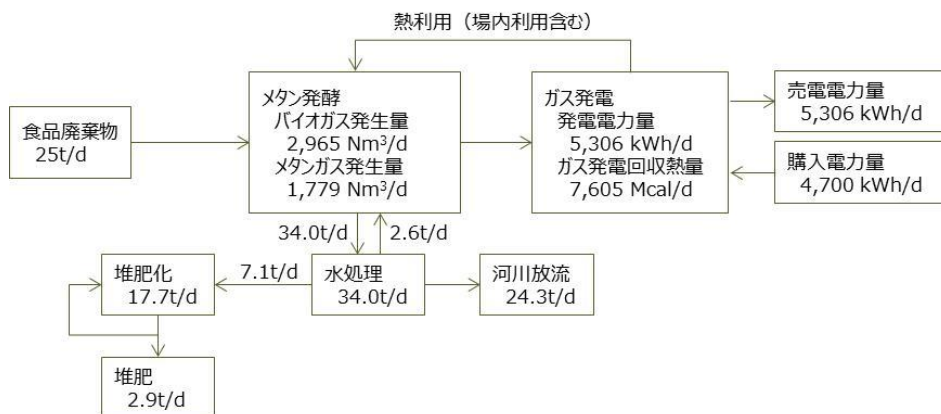 熱利用（場内利用含む）
食品廃棄物
25t/d
メタン発酵
バイオガス発生量
2,965 Nm³/d
メタンガス発生量
1,779 Nm³/d
ガス発電
発電電力量
5,306 kWh/d
ガス発電回収熱量
7,605 Mcal/d
売電電力量
5,306 kWh/d
購入電力量
4,700 kWh/d
34.0t/d
2.6t/d
堆肥化
17.7t/d
7.1t/d
水処理
34.0t/d
河川放流
24.3t/d
堆肥
2.9t/d